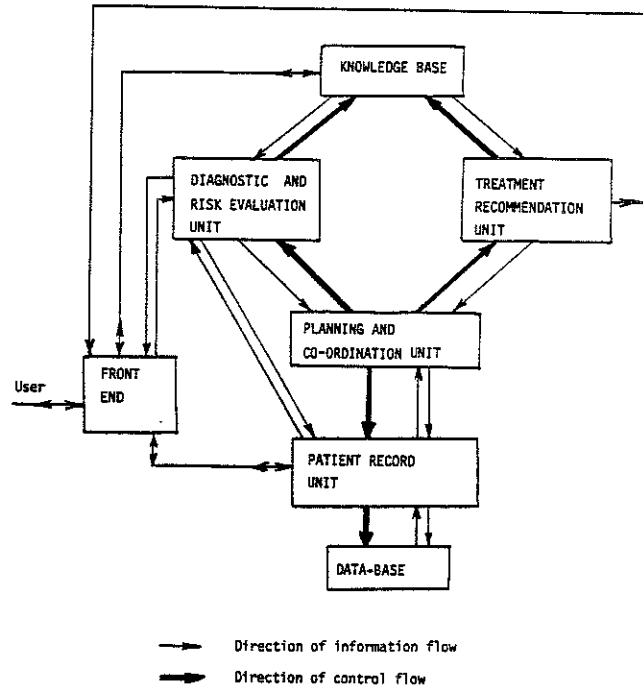 KNOWLEDGE BASE
DIAGNOSTIC AND
RISK EVALUATION
UNIT
TREATMENT
RECOMMENDATION
UNIT
PLANNING AND
CO-ORDINATION UNIT
User
FRONT
END
PATIENT RECORD
UNIT
DATA-BASE
Direction of information flow
Direction of control flow